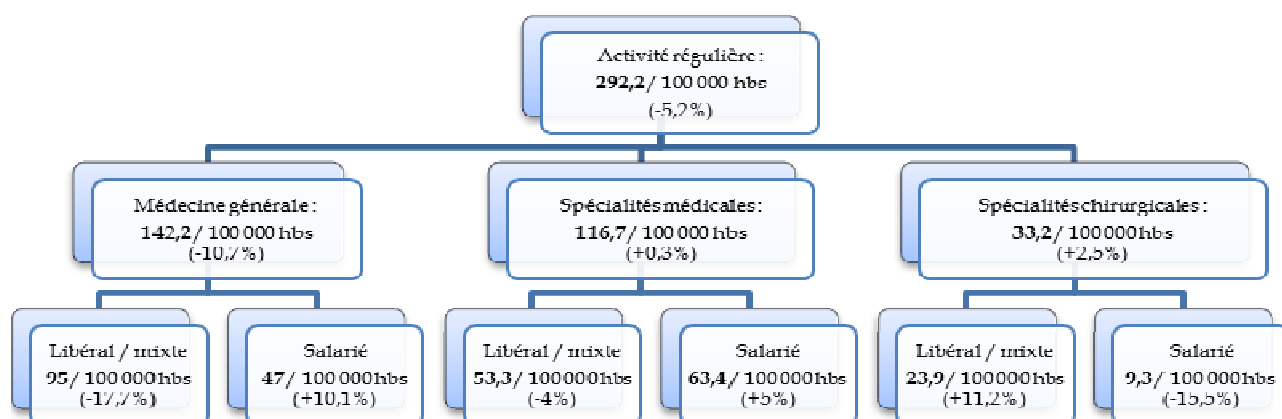 Activité régulière :
292,2/ 100 000 hbs
(-5,2%)
Médecine générale :
142,2/ 100 000 hbs
(-10,7%)
Spécialités médicales :
116,7/ 100 000 hbs
(+0,3%)
Spécialités chirurgicales :
33,2/ 100 000 hbs
(+2,5%)
Libéral / mixte
95/ 100 000 hbs
(-17,7%)
Salarié
47/ 100 000 hbs
(+10,1%)
Libéral / mixte
53,3/ 100 000 hbs
(-4%)
Salarié
63,4/ 100 000 hbs
(+5%)
Libéral / mixte
23,9/ 100 000 hbs
(+11,2%)
Salarié
9,3/ 100 000 hbs
(-15,5%)